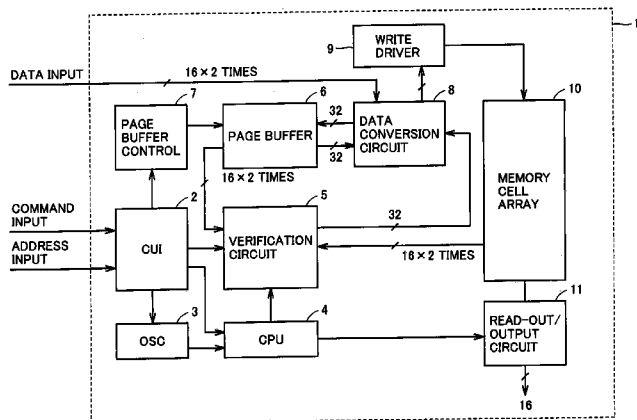 1
WRITE DRIVER
9
DATA INPUT
16×2 TIMES
7
6
8
10
PAGE BUFFER CONTROL
PAGE BUFFER
32
32
DATA CONVERSION CIRCUIT
16×2 TIMES
MEMORY CELL ARRAY
COMMAND INPUT
ADDRESS INPUT
2
CUI
5
VERIFICATION CIRCUIT
32
16×2 TIMES
3
OSC
4
CPU
11
READ-OUT/
OUTPUT
CIRCUIT
16